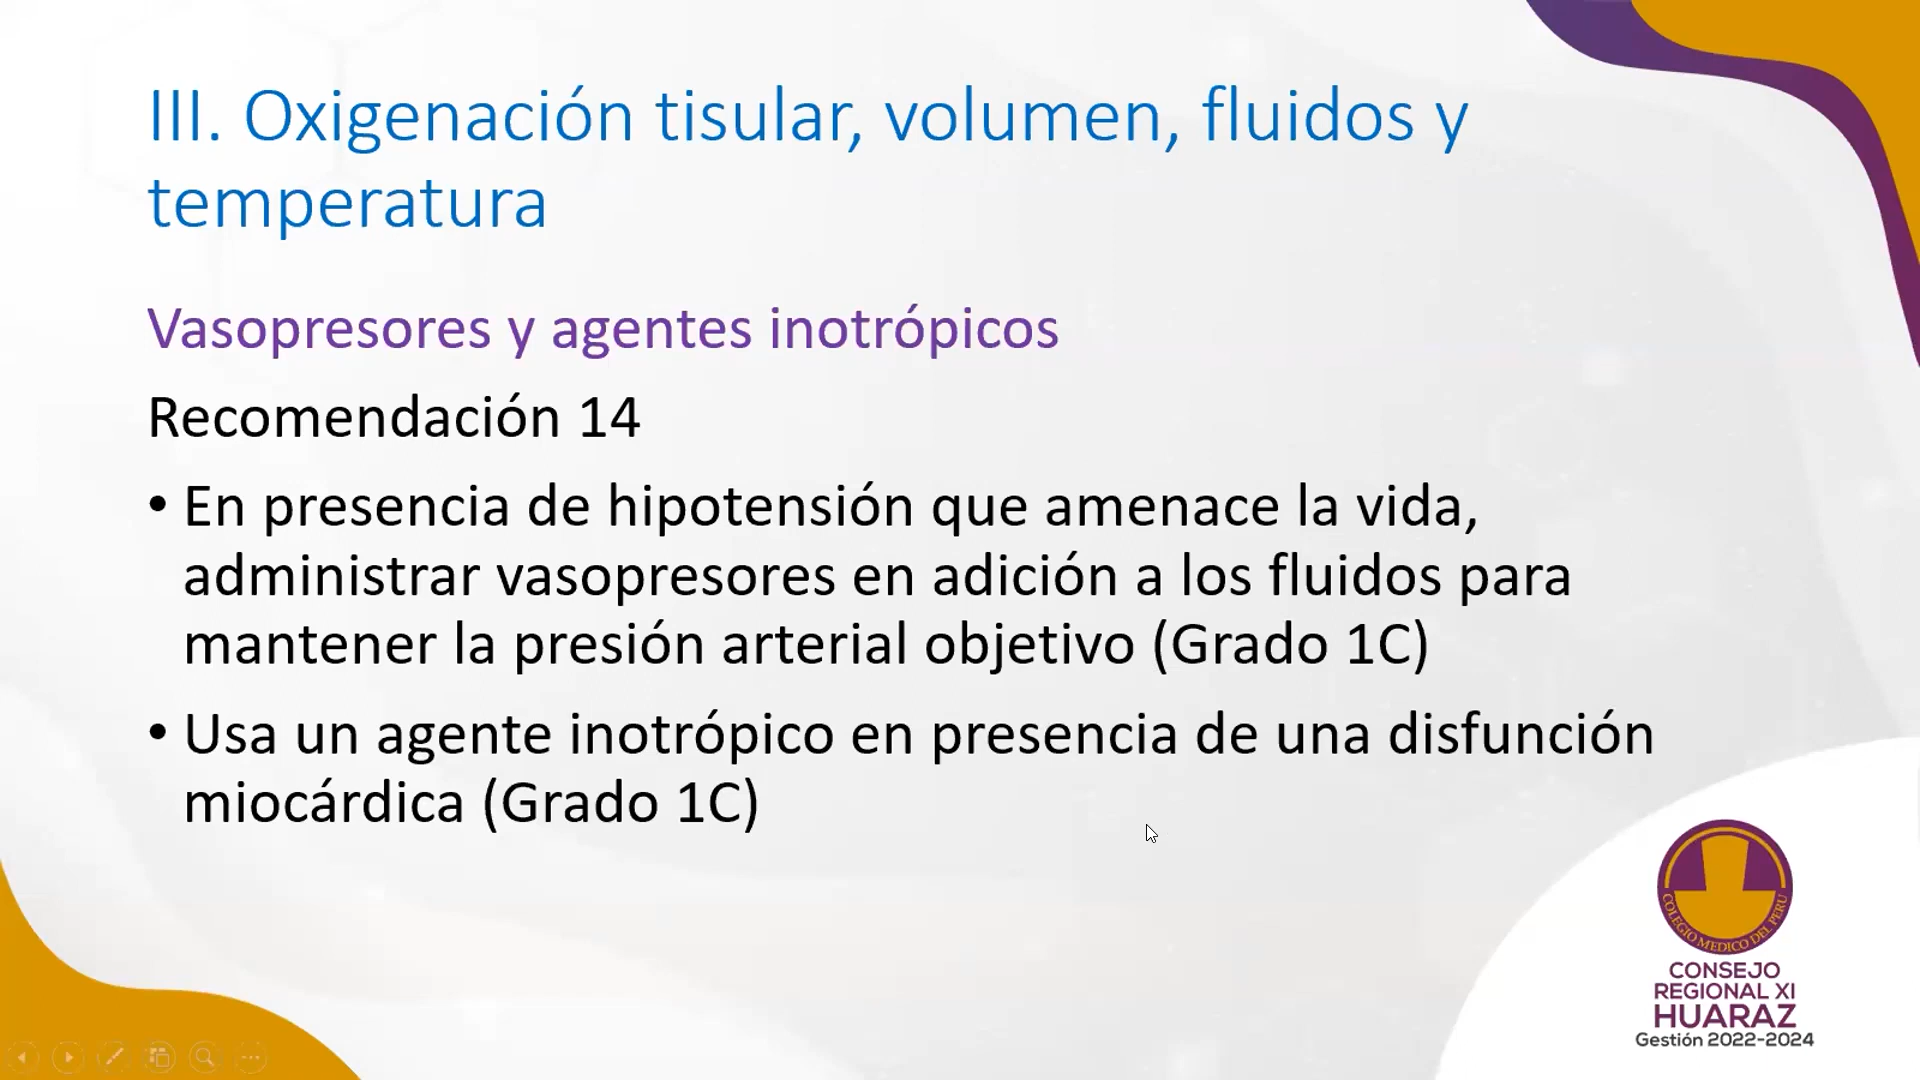 III. Oxigenación tisular, volumen, fluidos y
temperatura
Vasopresores y agentes inotrópicos
Recomendación 14
• En presencia de hipotensión que amenace la vida,
administrar vasopresores en adición a los fluidos para
mantener la presión arterial objetivo (Grado 1C)
• Usa un agente inotrópico en presencia de una disfunción
miocárdica (Grado 1C)
COLEGIO MEDICO DEL PERU
CONSEJO
REGIONAL XI
HUARAZ
Gestión 2022-2024